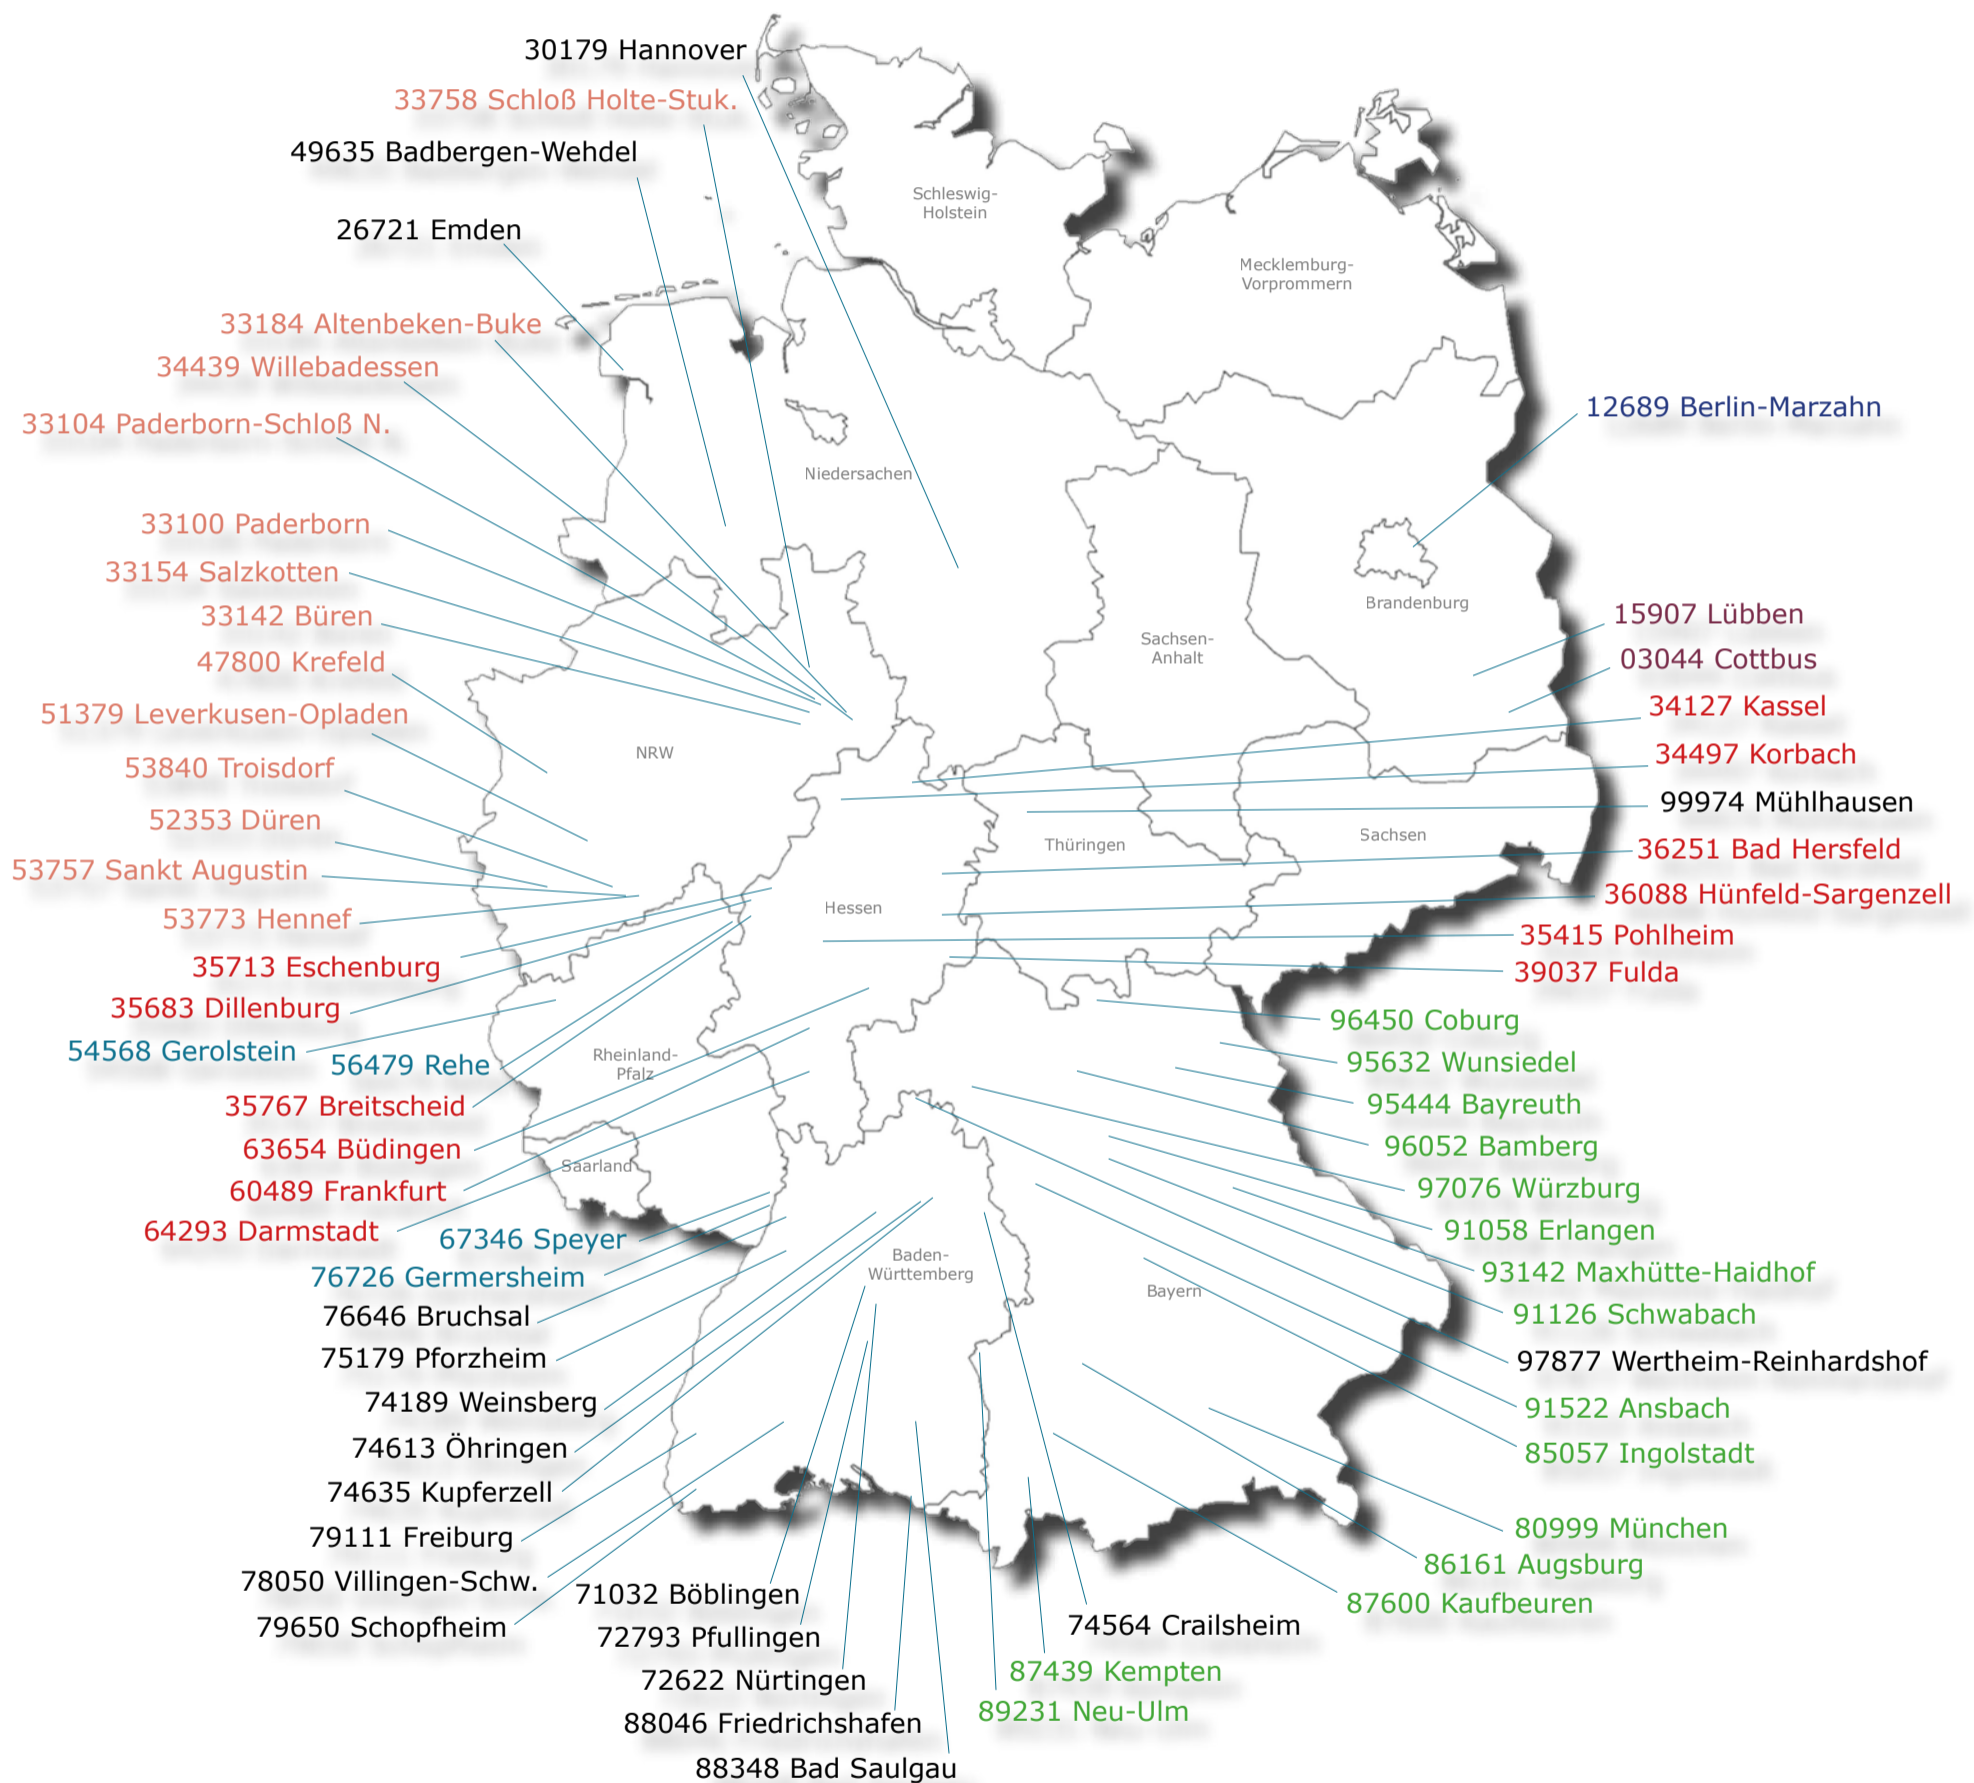 30179 Hannover
33758 Schloß Holte-Stuk.
49635 Badbergen-Wehdel
26721 Emden
33184 Altenbeken-Buke
34439 Willebadessen
33104 Paderborn-Schloß N.
33100 Paderborn
33154 Salzkotten
33142 Büren
47800 Krefeld
51379 Leverkusen-Opladen
53840 Troisdorf
52353 Düren
53757 Sankt Augustin
53773 Hennef
35713 Eschenburg
35683 Dillenburg
54568 Gerolstein
56479 Rehe
35767 Breitscheid
63654 Büdingen
60489 Frankfurt
64293 Darmstadt
67346 Speyer
76726 Germersheim
76646 Bruchsal
75179 Pforzheim
74189 Weinsberg
74613 Öhringen
74635 Kupferzell
79111 Freiburg
78050 Villingen-Schw.
79650 Schopfheim
71032 Böblingen
72793 Pfullingen
72622 Nürtingen
88046 Friedrichshafen
88348 Bad Saulgau
Schleswig-
Holstein
Mecklemburg-
Vorprommern
Niedersachen
Brandenburg
Sachsen-
Anhalt
NRW
Thüringen
Sachsen
Hessen
Rheinland-
Pfalz
Saarland
Baden-
Württemberg
Bayern
12689 Berlin-Marzahn
15907 Lübben
03044 Cottbus
34127 Kassel
34497 Korbach
99974 Mühlhausen
36251 Bad Hersfeld
36088 Hünfeld-Sargenzell
35415 Pohlheim
39037 Fulda
96450 Coburg
95632 Wunsiedel
95444 Bayreuth
96052 Bamberg
97076 Würzburg
91058 Erlangen
93142 Maxhütte-Haidhof
91126 Schwabach
97877 Wertheim-Reinhardshof
91522 Ansbach
85057 Ingolstadt
80999 München
86161 Augsburg
87600 Kaufbeuren
74564 Crailsheim
87439 Kempten
89231 Neu-Ulm